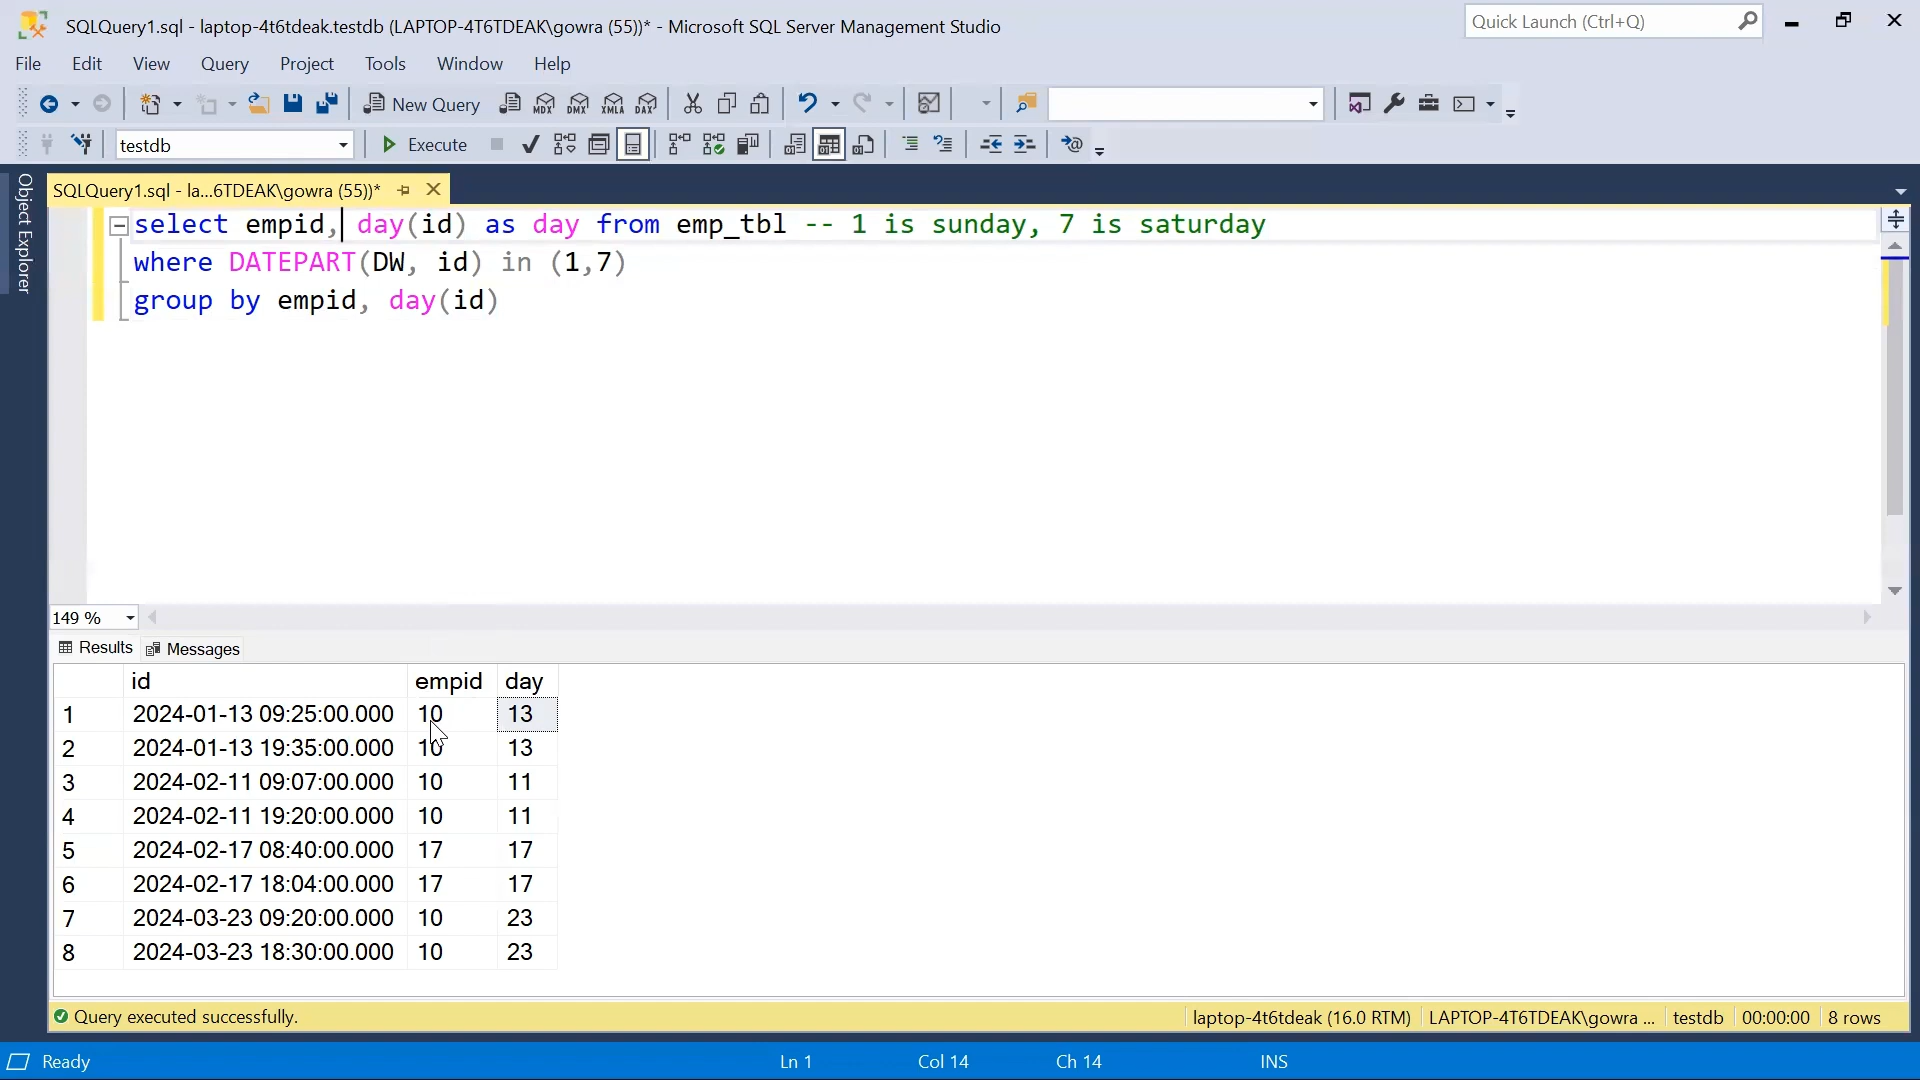 SQLQuery1.sql - laptop-4t6tdeak.testdb (LAPTOP-4T6TDEAK\gowra (55))* - Microsoft SQL Server Management Studio
Quick Launch (Ctrl+Q)
File Edit View Query Project Tools Window Help
New Query MDX DMX XMLA DAX
testdb Execute
Object Explorer
SQLQuery1.sql - la...6TDEAK\gowra (55))*
select empid, day(id) as day from emp_tbl -- 1 is sunday, 7 is saturday
where DATEPART(DW, id) in (1,7)
group by empid, day(id)
149 %
Results Messages
id empid day
1 2024-01-13 09:25:00.000 10 13
2 2024-01-13 19:35:00.000 10 13
3 2024-02-11 09:07:00.000 10 11
4 2024-02-11 19:20:00.000 10 11
5 2024-02-17 08:40:00.000 17 17
6 2024-02-17 18:04:00.000 17 17
7 2024-03-23 09:20:00.000 10 23
8 2024-03-23 18:30:00.000 10 23
Query executed successfully. laptop-4t6tdeak (16.0 RTM) LAPTOP-4T6TDEAK\gowra ... testdb 00:00:00 8 rows
Ready Ln 1 Col 14 Ch 14 INS